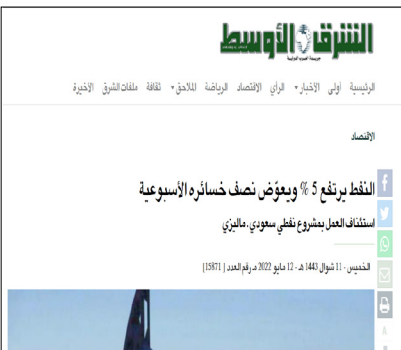 الشرق الأوسط
جريدة العرب الدولية
الرئيسية أولى الأخبار الرأي الاقتصاد الرياضة الملاحق ثقافة ملفات الشرق الأخيرة
الاقتصاد
النفط يرتفع 5 % ويعوّض نصف خسائره الأسبوعية
استئناف العمل بمشروع نفطي سعودي ـ ماليزي
الخميس - 11 شوال 1443 هـ - 12 مايو 2022 مـ رقم العدد [ 15871]
A